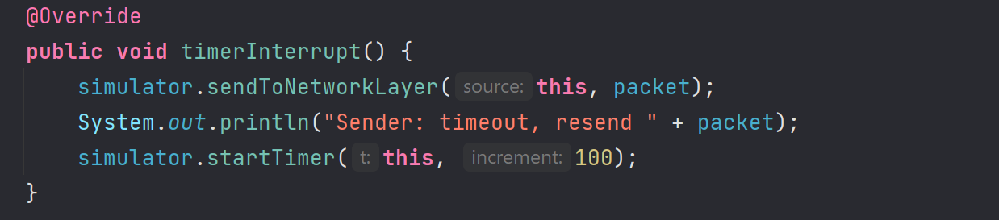 @Override
public void timerInterrupt() {
simulator.sendToNetworkLayer( source: this, packet);
System.out.println("Sender: timeout, resend " + packet);
simulator.startTimer( t: this, increment: 100);
}